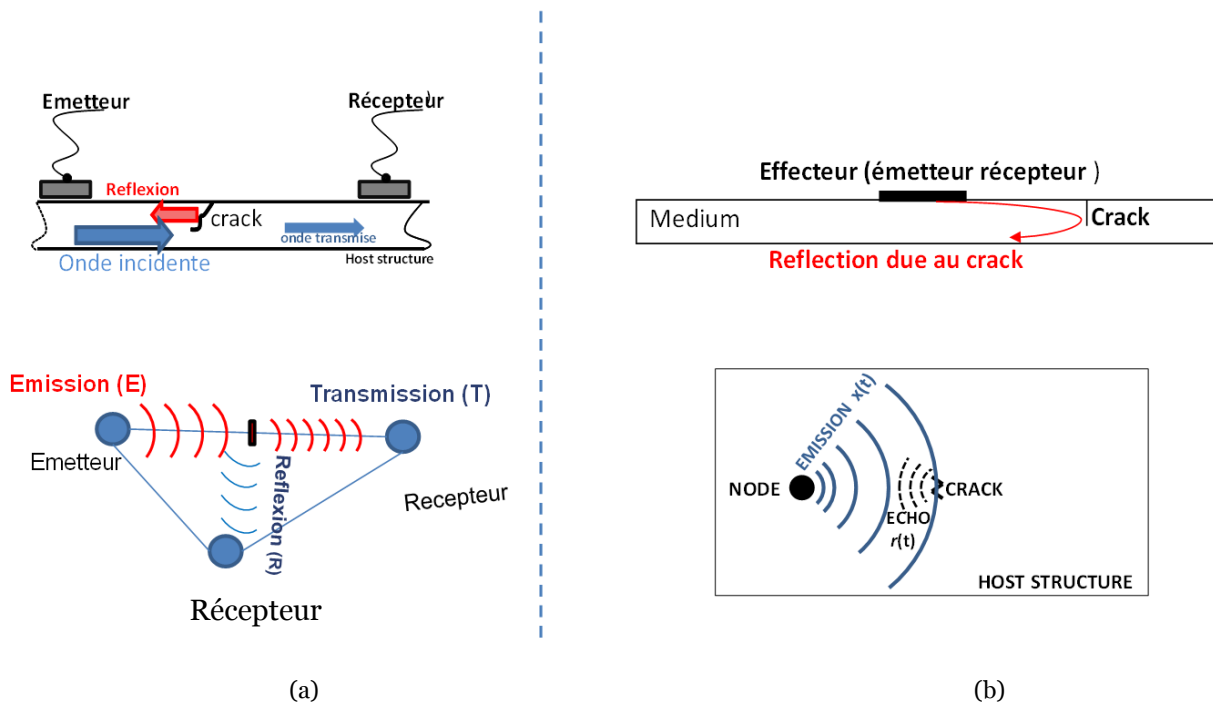 Emetteur
Récepteur
Reflexion
crack
onde transmise
Onde incidente
Host structure
Emission (E)
Transmission (T)
Emetteur
Reflexion (R)
Recepteur
Récepteur
(a)
Effecteur (émetteur récepteur )
Medium
Crack
Reflection due au crack
EMISSION x(t)
NODE
CRACK
ECHO
r(t)
HOST STRUCTURE
(b)